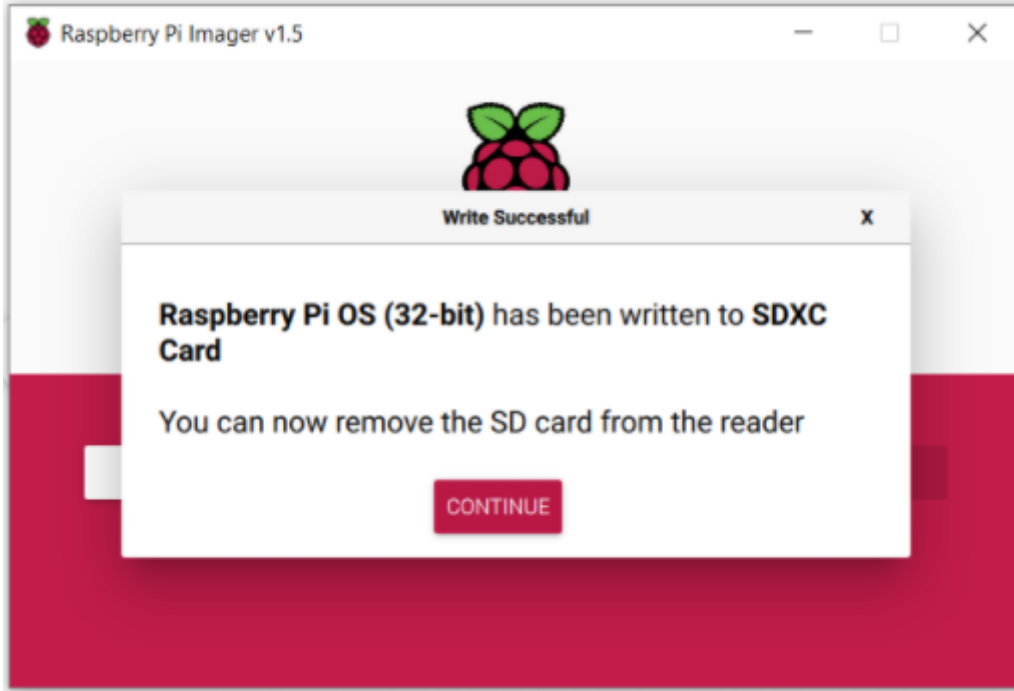 Raspberry Pi Imager v1.5
Write Successful
X
Raspberry Pi OS (32-bit) has been written to SDXC
Card
You can now remove the SD card from the reader
CONTINUE